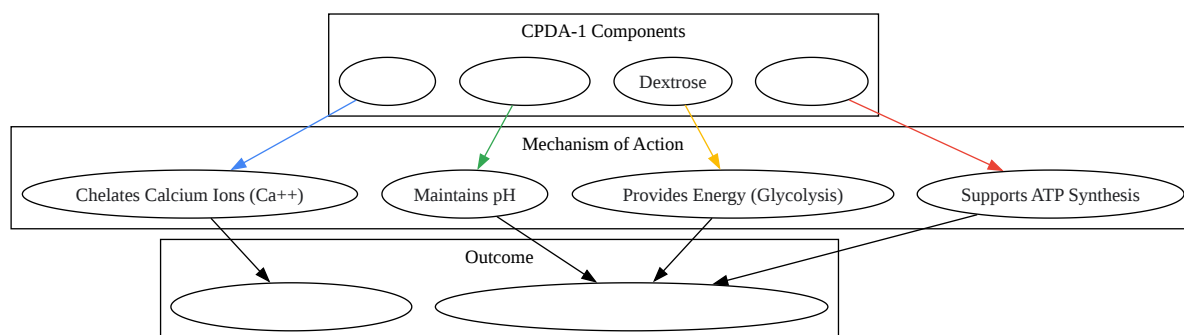 CPDA-1 Components
Dextrose
Mechanism of Action
Chelates Calcium Ions (Ca++)
Maintains pH
Provides Energy (Glycolysis)
Supports ATP Synthesis
Outcome